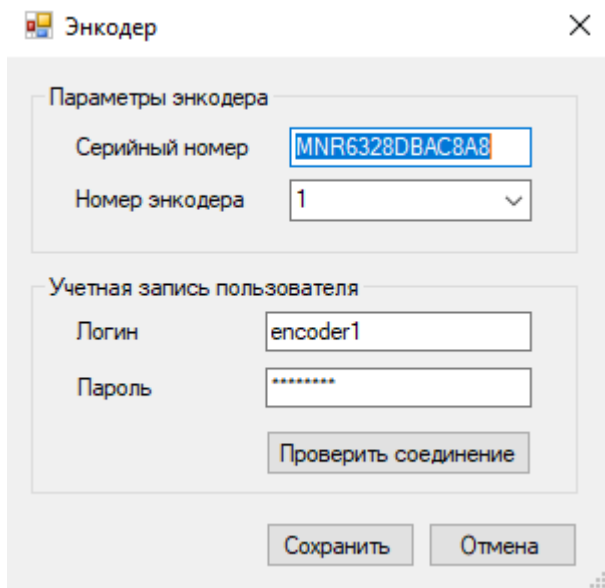 Энкодер
Параметры энкодера
Серийный номер MNR6328DBAC8A8
Номер энкодера 1
Учетная запись пользователя
Логин encoder1
Пароль ********
Проверить соединение
Сохранить Отмена